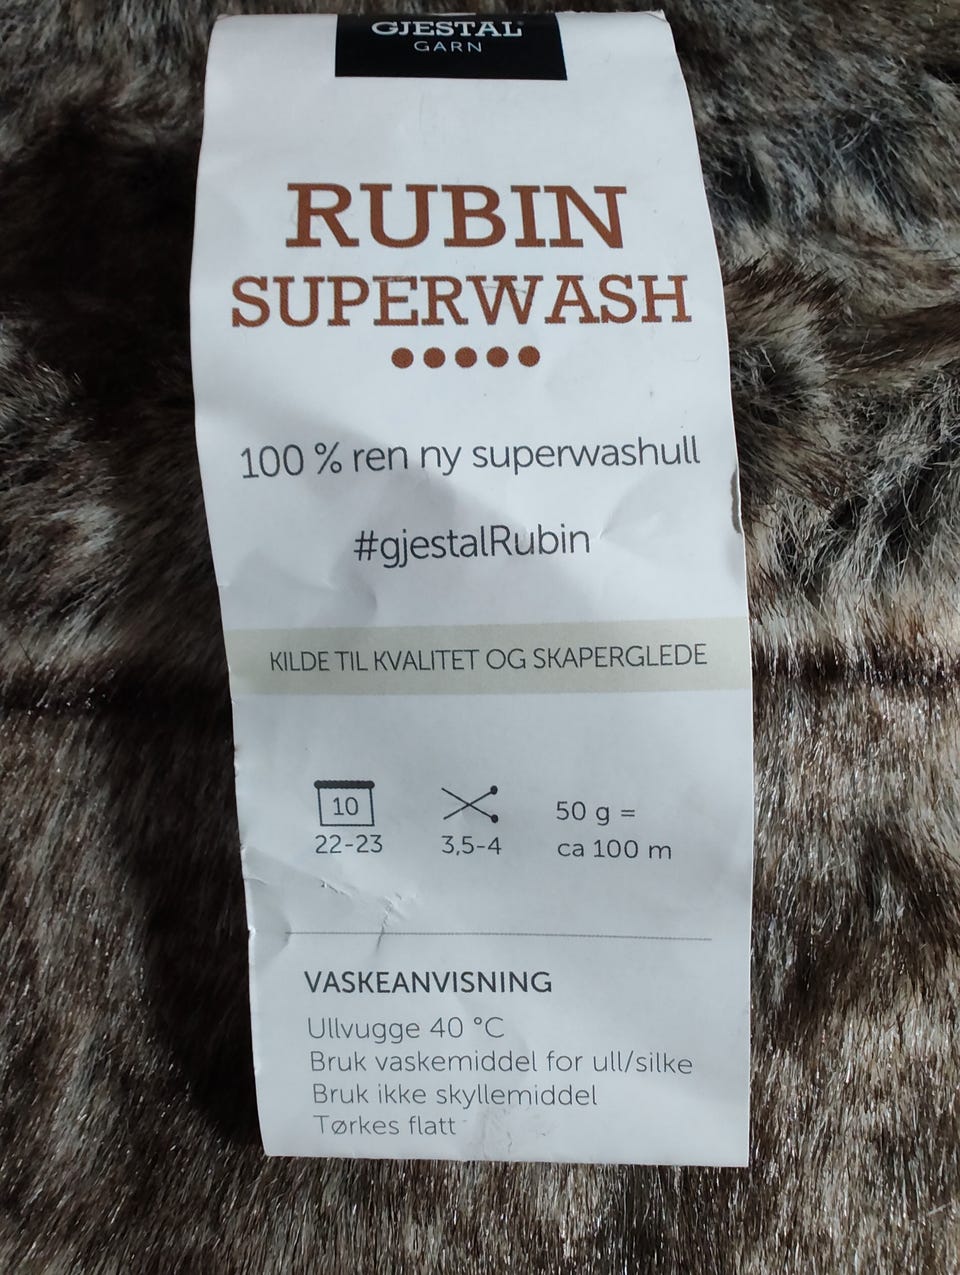 GJESTAL
GARN
RUBIN
SUPERWASH
100 % ren ny superwashull
#gjestalRubin
KILDE TIL KVALITET OG SKAPERGLEDE
10
22-23
3,5-4
50 g =
ca 100 m
VASKEANVISNING
Ullvugge 40 °C
Bruk vaskemiddel for ull/silke
Bruk ikke skyllemiddel
Tørkes flatt